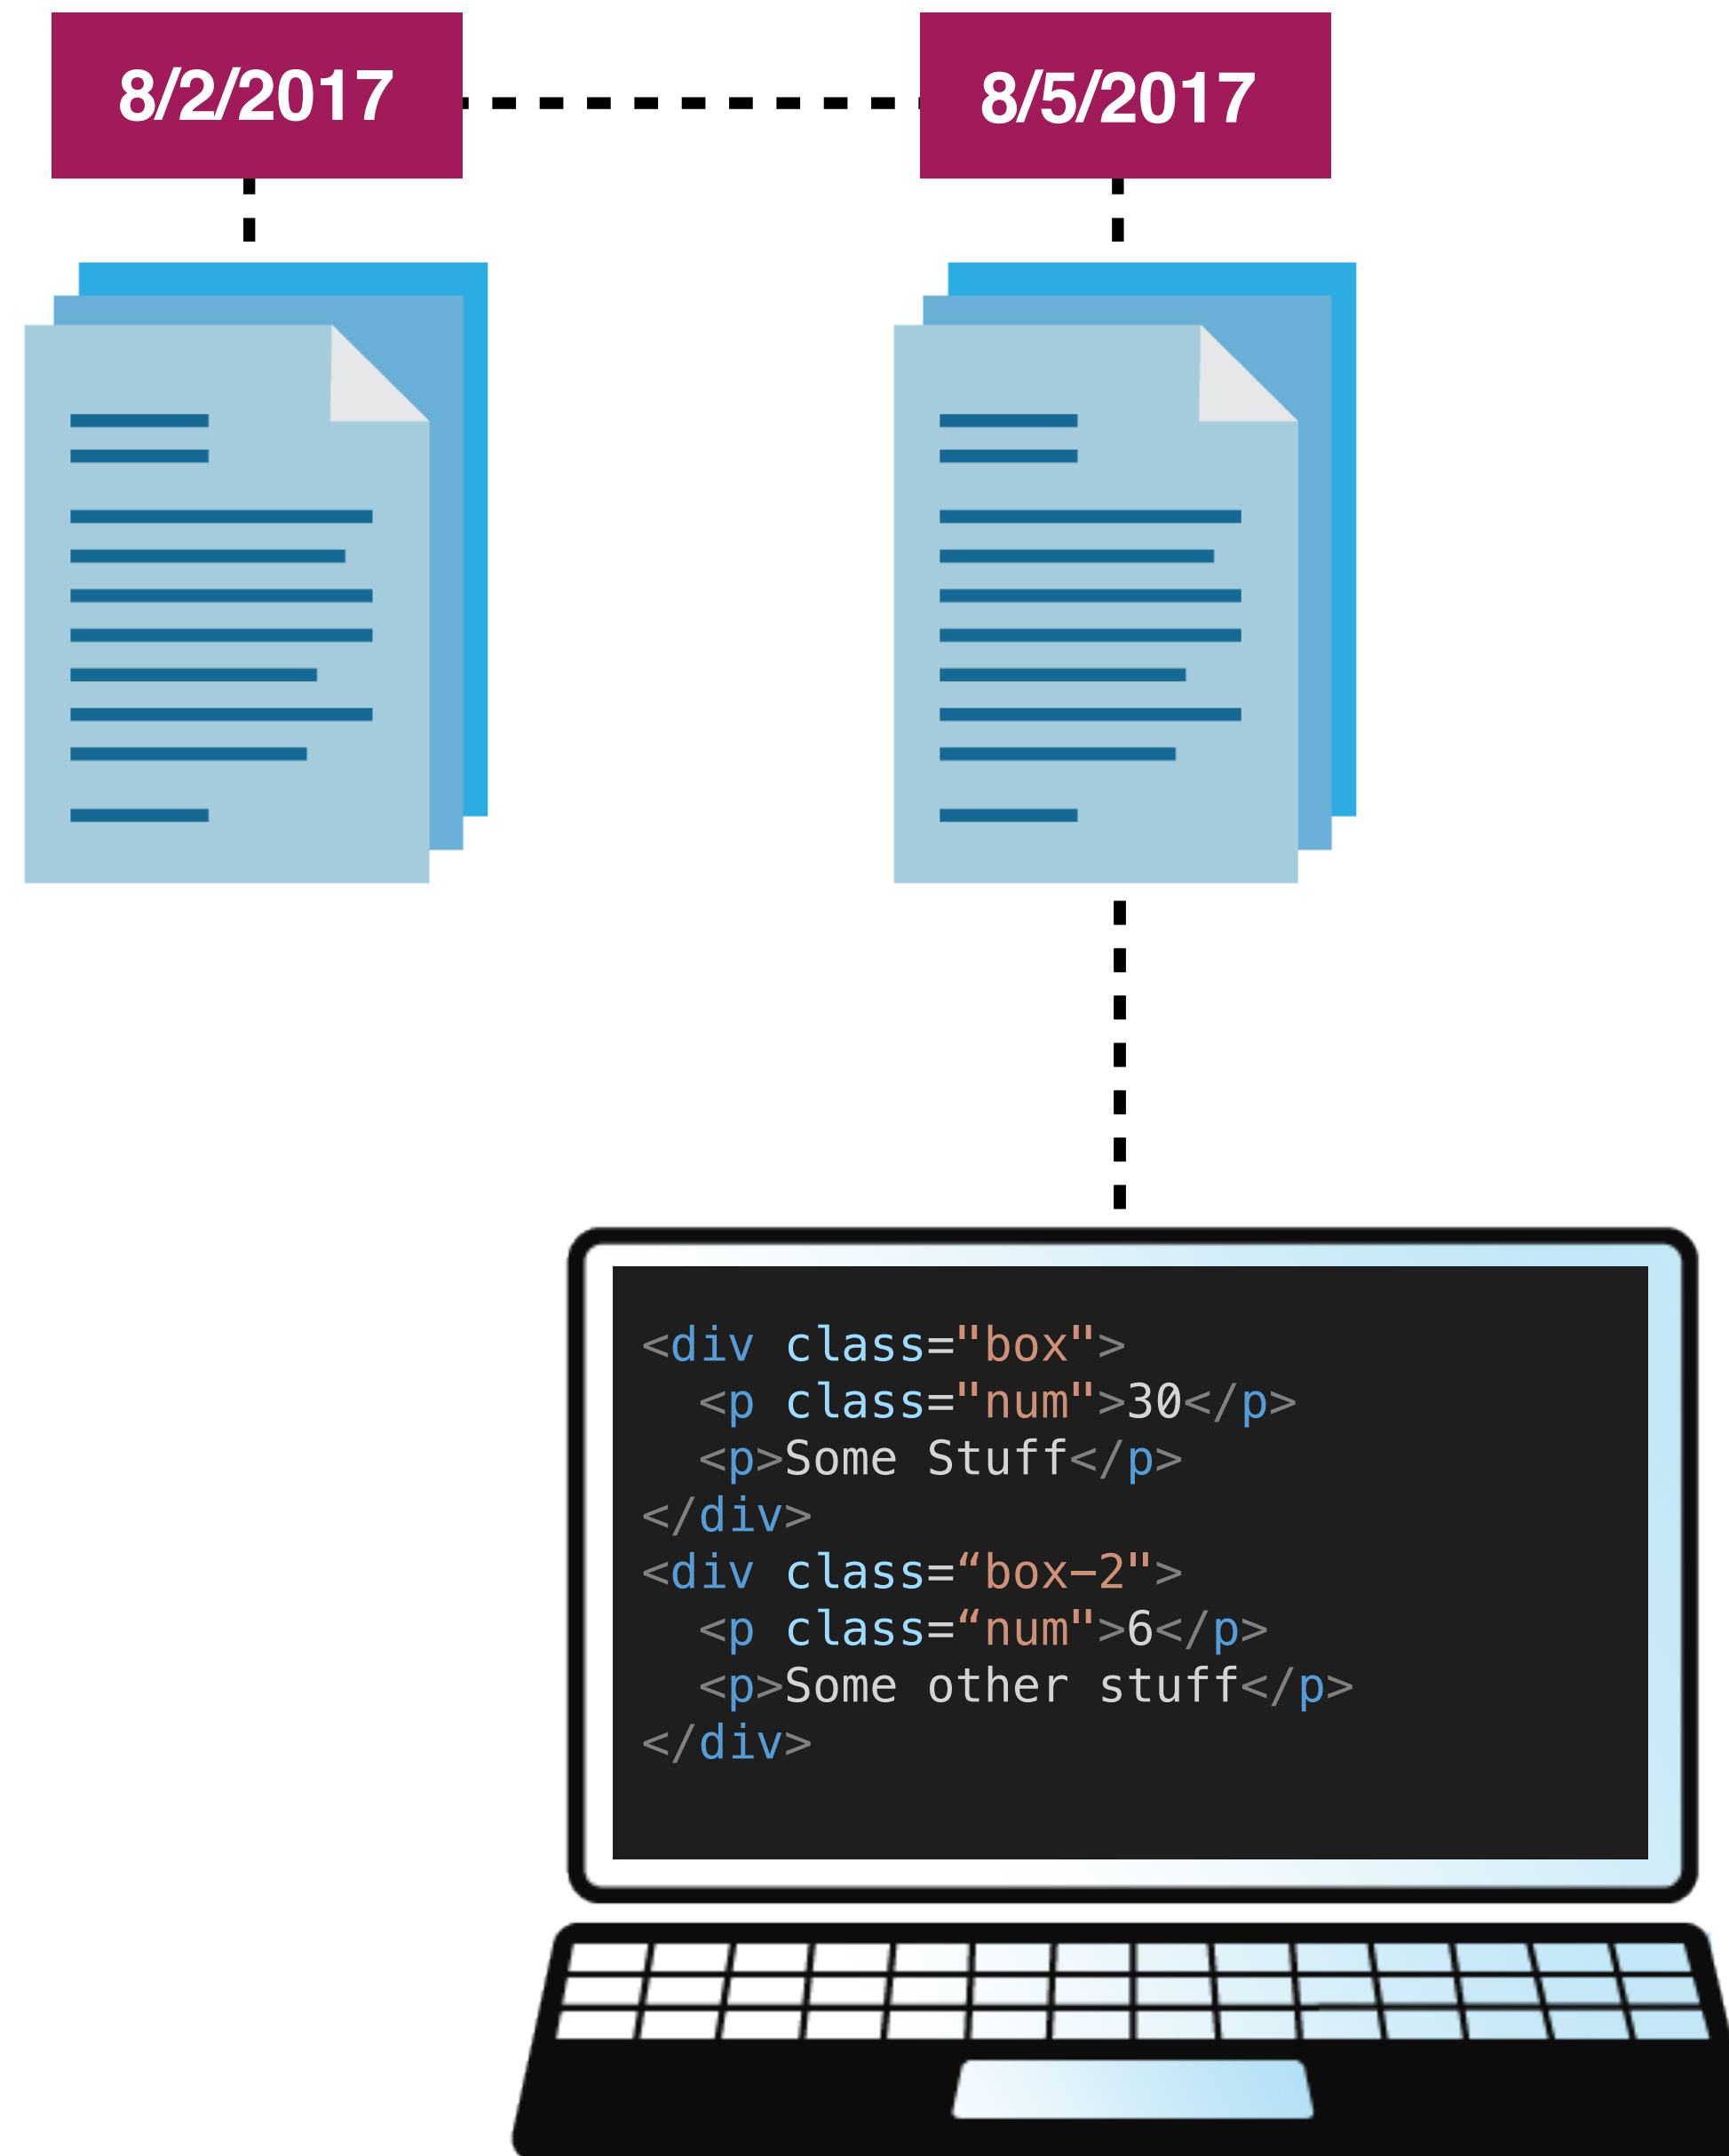 8/2/2017
8/5/2017
<div class="box">
  <p class="num">30</p>
  <p>Some Stuff</p>
</div>
<div class=“box-2">
  <p class=“num">6</p>
  <p>Some other stuff</p>
</div>